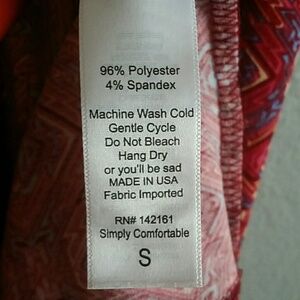 96% Polyester
4% Spandex
Machine Wash Cold
Gentle Cycle
Do Not Bleach
Hang Dry
or you'll be sad
MADE IN USA
Fabric Imported
RN# 142161
Simply Comfortable
S